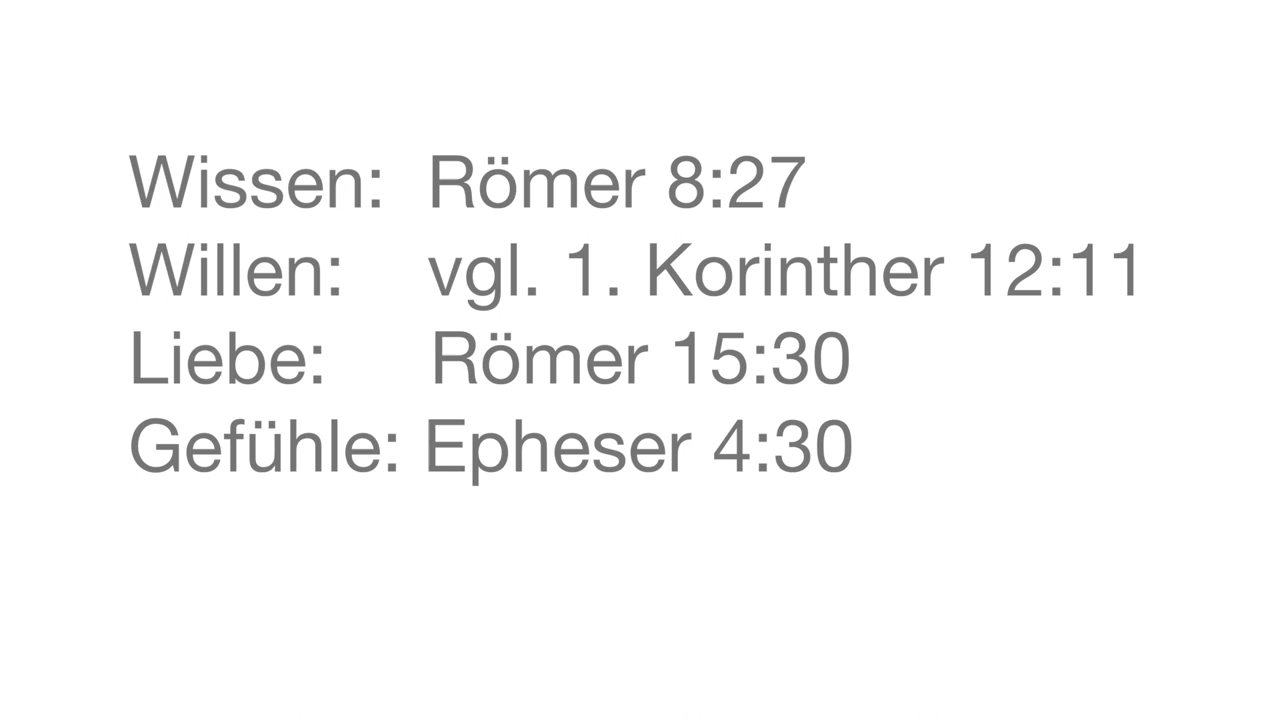 Wissen: Römer 8:27
Willen: vgl. 1. Korinther 12:11
Liebe: Römer 15:30
Gefühle: Epheser 4:30